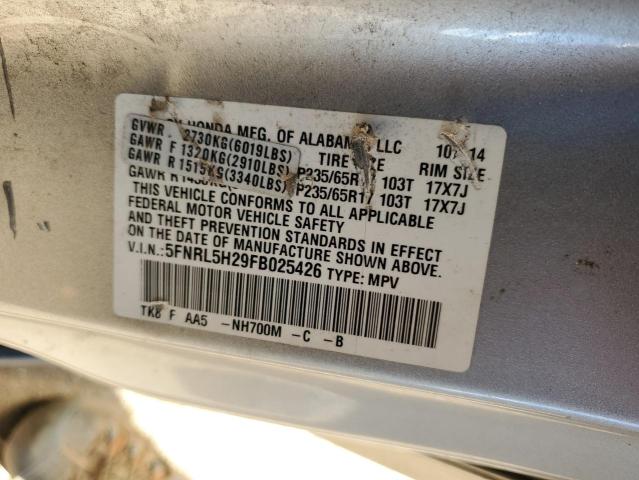 HONDA MFG. OF ALABAMA, LLC 14
GVWR 2730KG(6019LBS) TIRE RIM SIZE
GAWR F 1320KG(2910LBS) P235/65R17 103T 17X7J
GAWR R 1515KG(3340LBS) P235/65R17 103T 17X7J
GAWR R
THIS VEHICLE CONFORMS TO ALL APPLICABLE
FEDERAL MOTOR VEHICLE SAFETY
AND THEFT PREVENTION STANDARDS IN EFFECT
ON THE DATE OF MANUFACTURE SHOWN ABOVE.
V.I.N.:5FNRL5H29FB025426 TYPE: MPV
TK8 F AA5 -NH700M -C -B